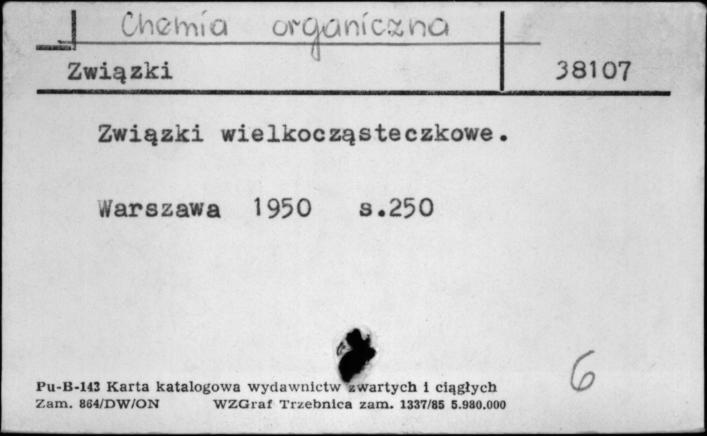 Chemia organiczna
Związki 38107
Związki wielkocząsteczkowe.
Warszawa 1950 s.250
6
Pu-B-143 Karta katalogowa wydawnictw zwartych i ciągłych
Zam. 864/DW/ON WZGraf Trzebnica zam. 1337/85 5.980.000